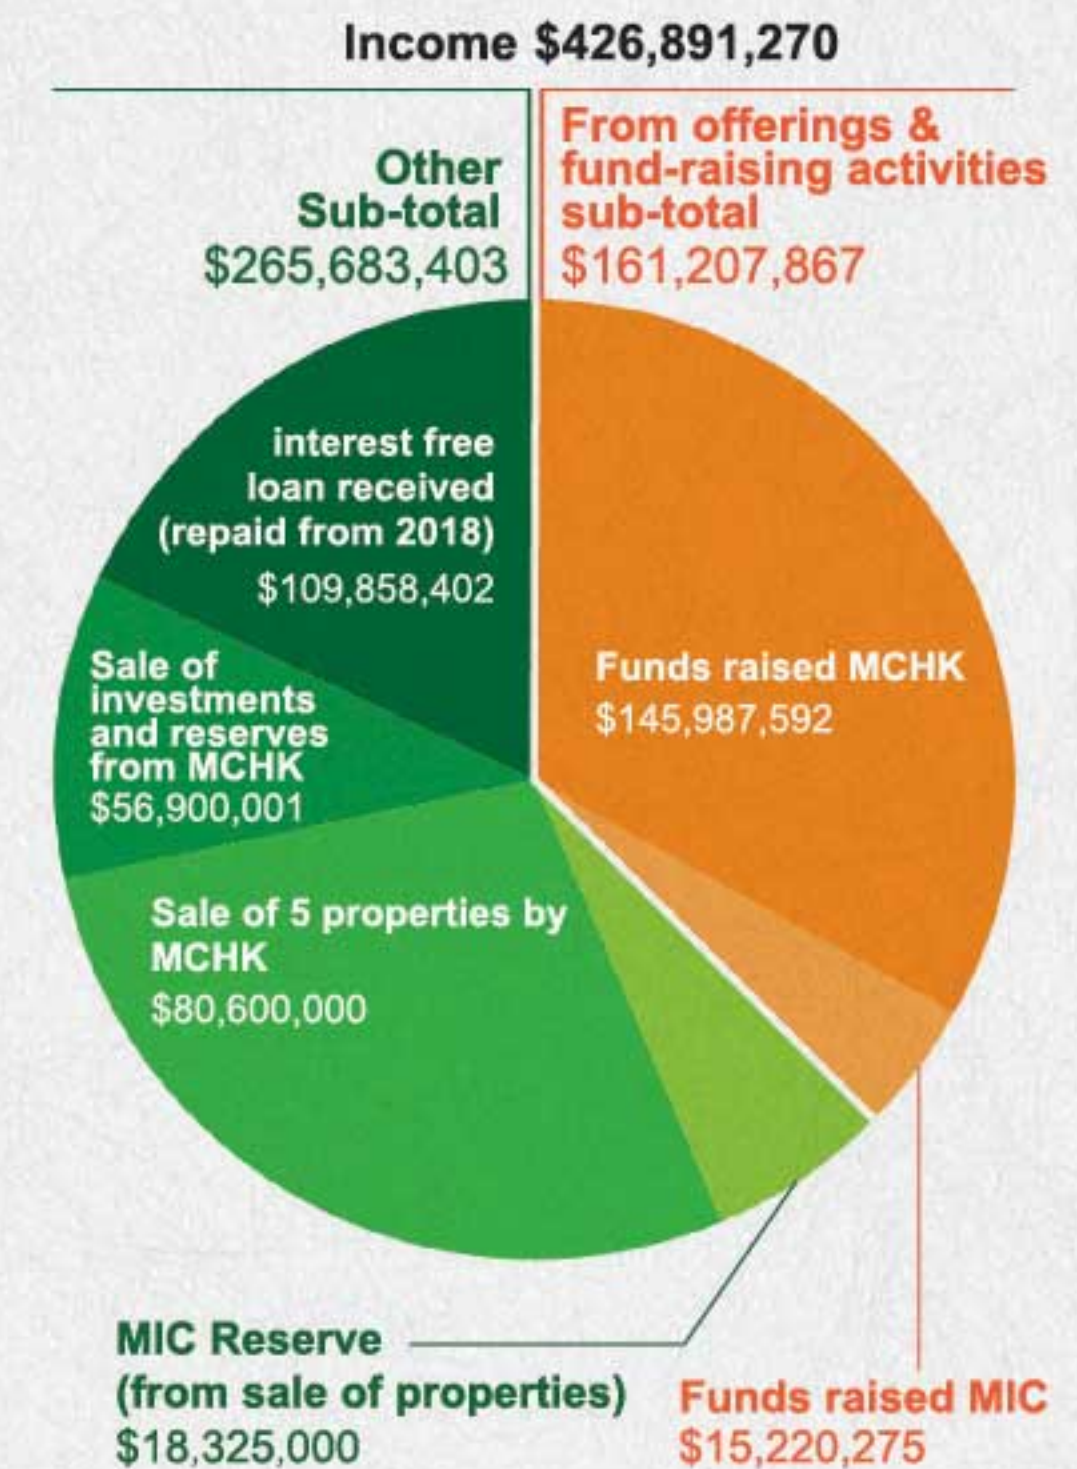 Income $426,891,270
Other
Sub-total
$265,683,403
From offerings &
fund-raising activities
sub-total
$161,207,867
interest free
loan received
(repaid from 2018)
$109,858,402
Sale of
investments
and reserves
from MCHK
$56,900,001
Funds raised MCHK
$145,987,592
Sale of 5 properties by
MCHK
$80,600,000
MIC Reserve
(from sale of properties)
$18,325,000
Funds raised MIC
$15,220,275